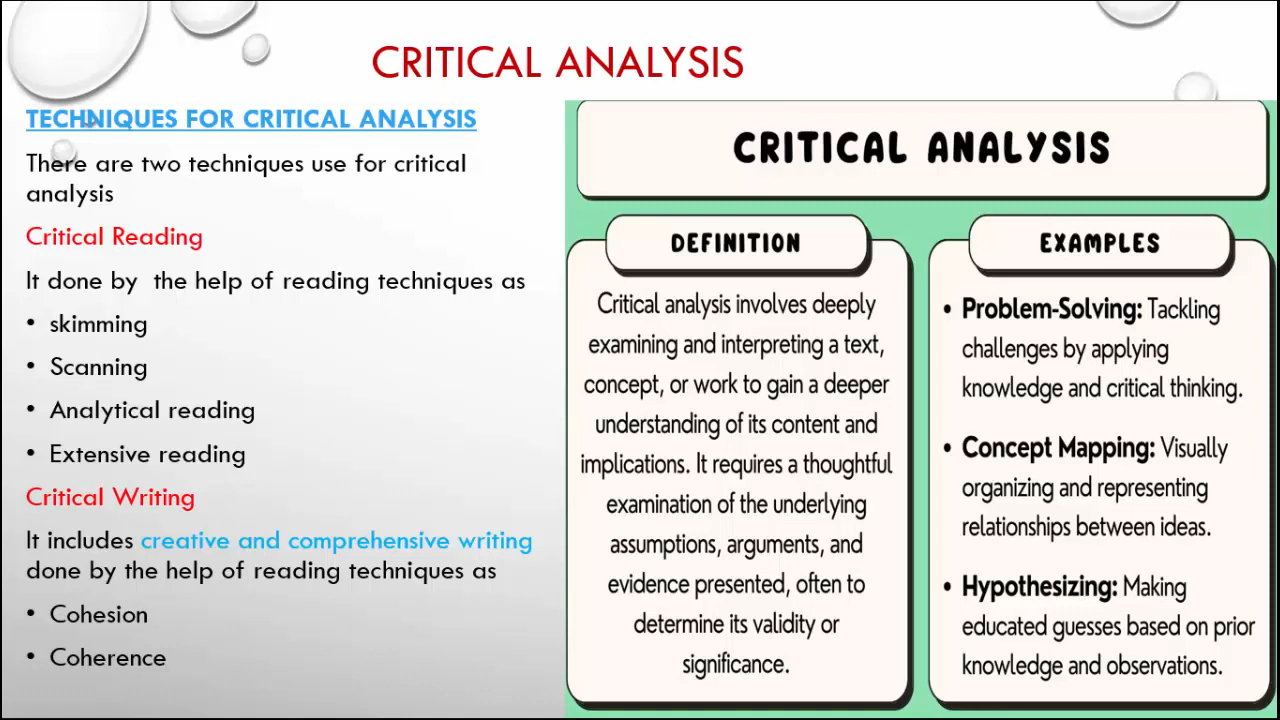 CRITICAL ANALYSIS
TECHNIQUES FOR CRITICAL ANALYSIS
There are two techniques use for critical
analysis
Critical Reading
It done by the help of reading techniques as
• skimming
• Scanning
• Analytical reading
• Extensive reading
Critical Writing
It includes creative and comprehensive writing
done by the help of reading techniques as
• Cohesion
• Coherence
CRITICAL ANALYSIS
DEFINITION
Critical analysis involves deeply
examining and interpreting a text,
concept, or work to gain a deeper
understanding of its content and
implications. It requires a thoughtful
examination of the underlying
assumptions, arguments, and
evidence presented, often to
determine its validity or
significance.
EXAMPLES
• Problem-Solving: Tackling
challenges by applying
knowledge and critical thinking.
• Concept Mapping: Visually
organizing and representing
relationships between ideas.
• Hypothesizing: Making
educated guesses based on prior
knowledge and observations.